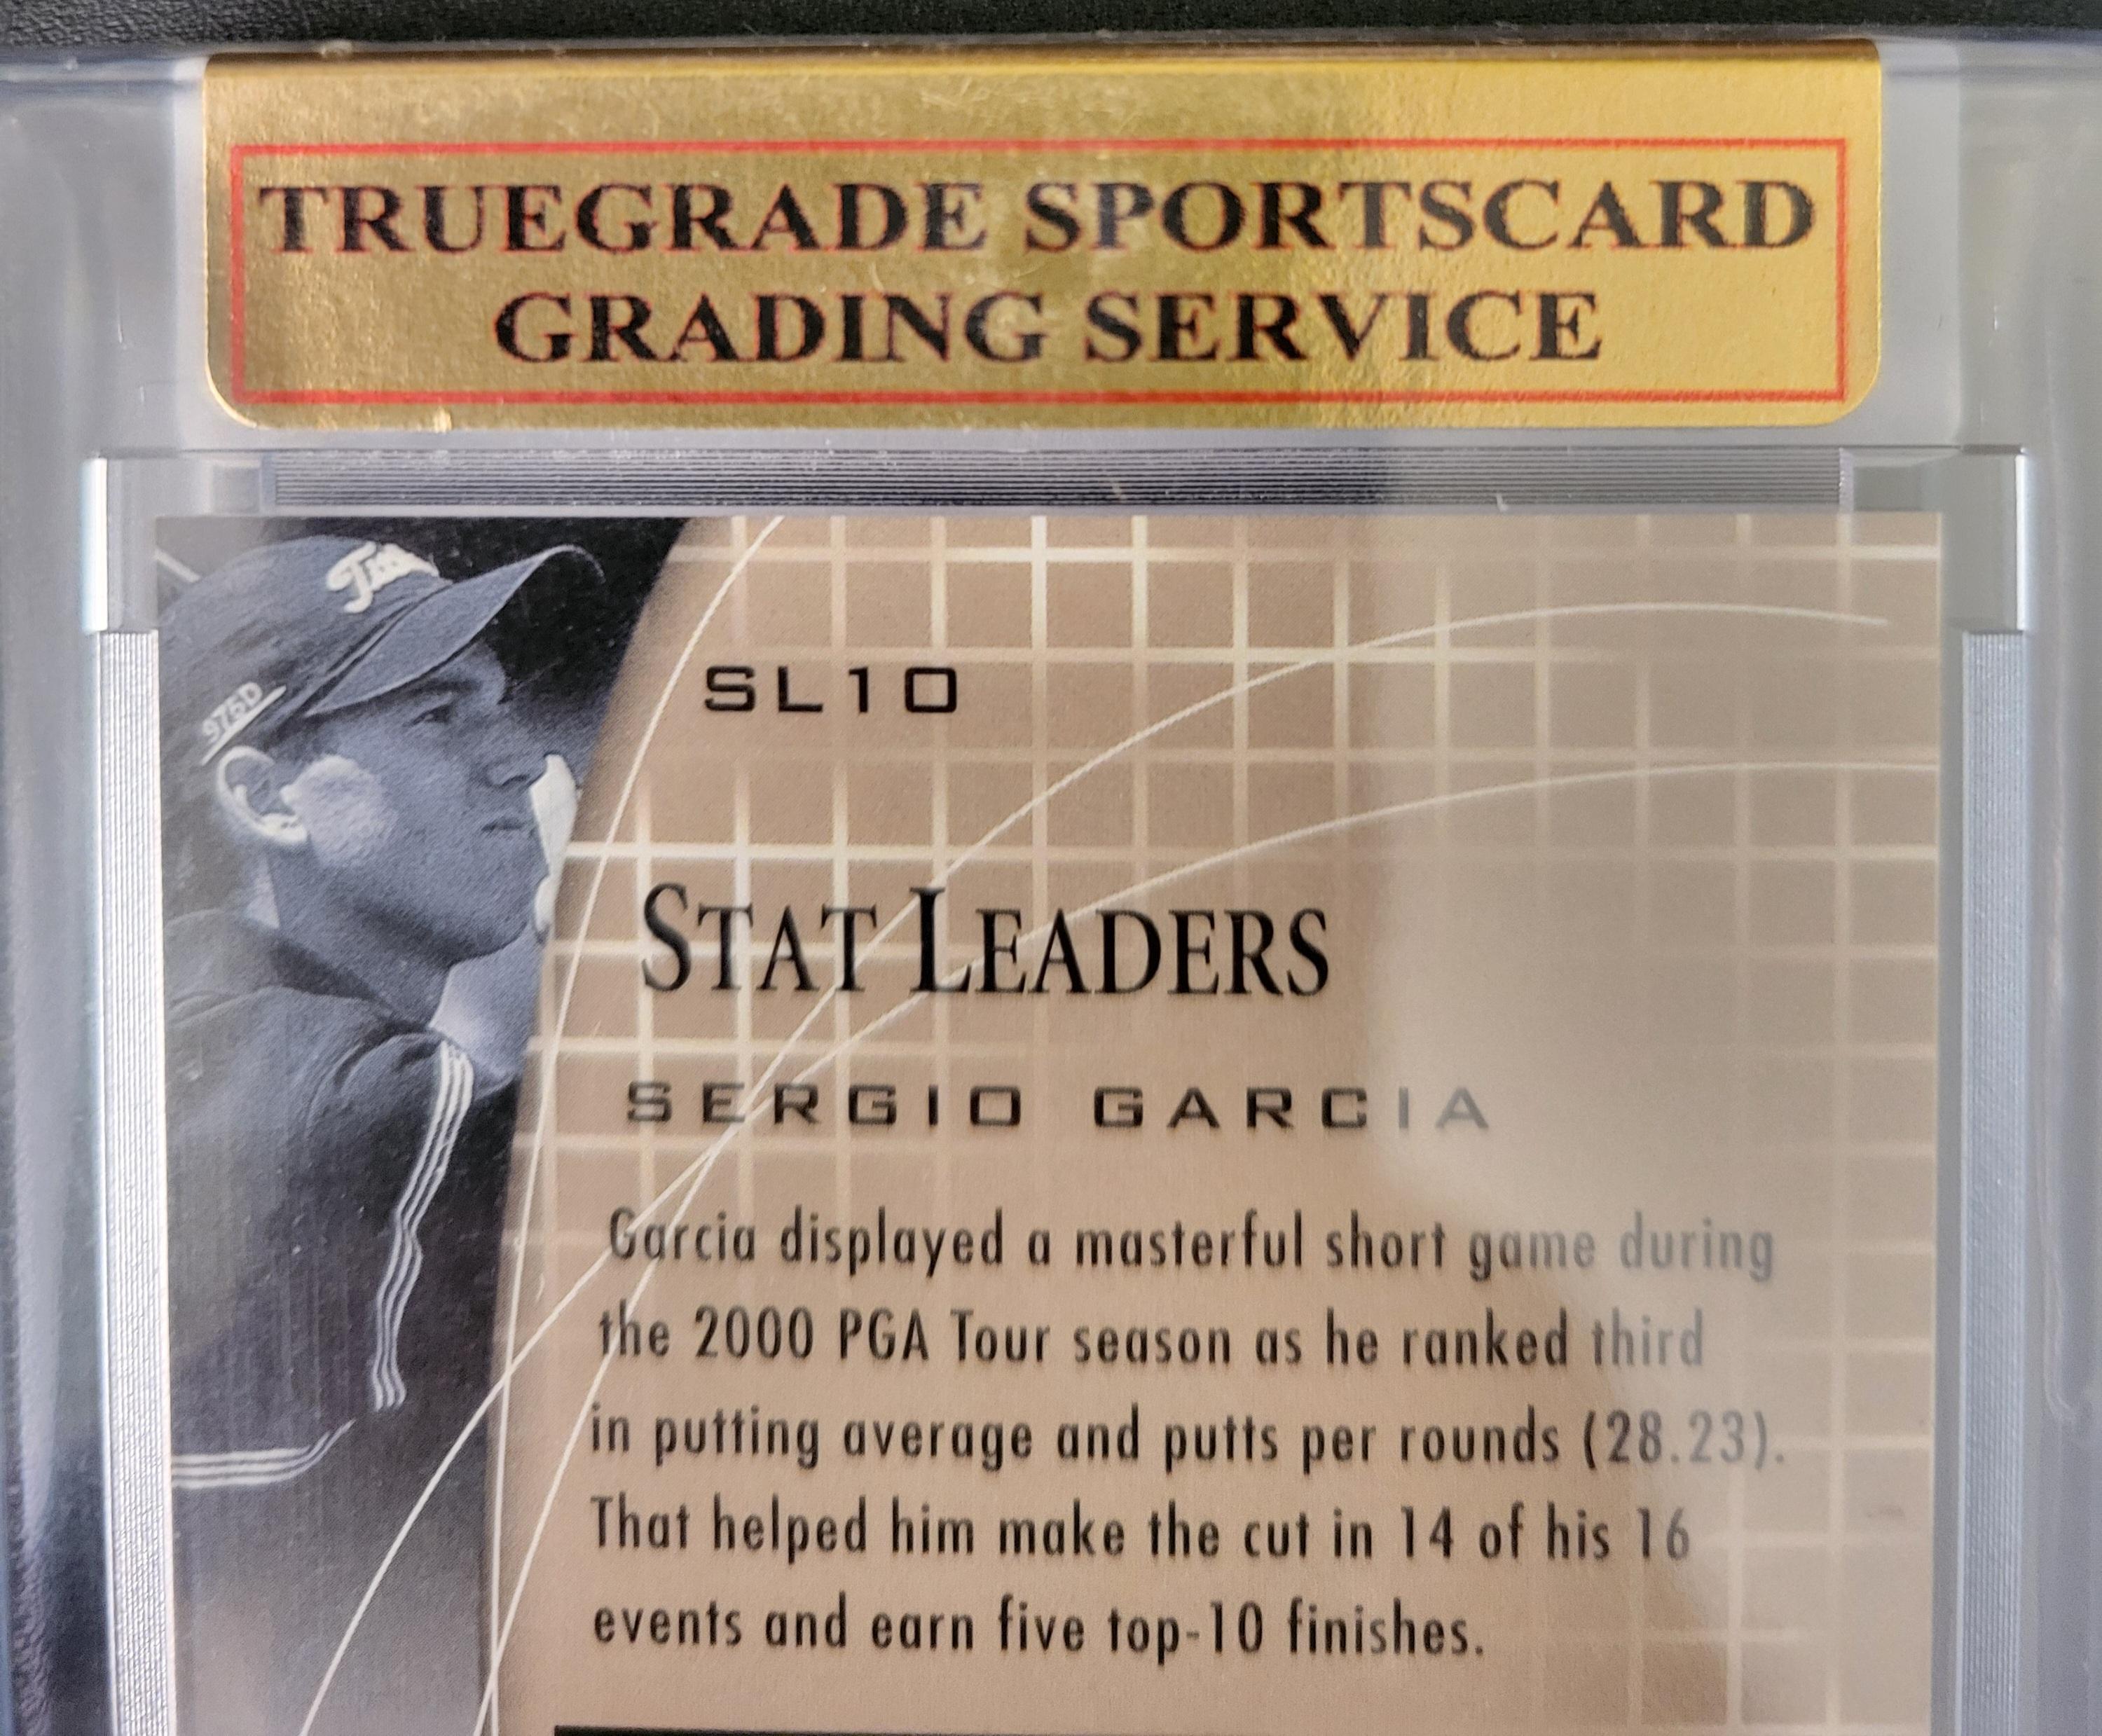 TRUEGRADE SPORTSCARD
GRADING SERVICE
975D
SL10
STAT LEADERS
SERGIO GARCIA
Garcia displayed a masterful short game during
the 2000 PGA Tour season as he ranked third
in putting average and putts per rounds (28.23).
That helped him make the cut in 14 of his 16
events and earn five top-10 finishes.